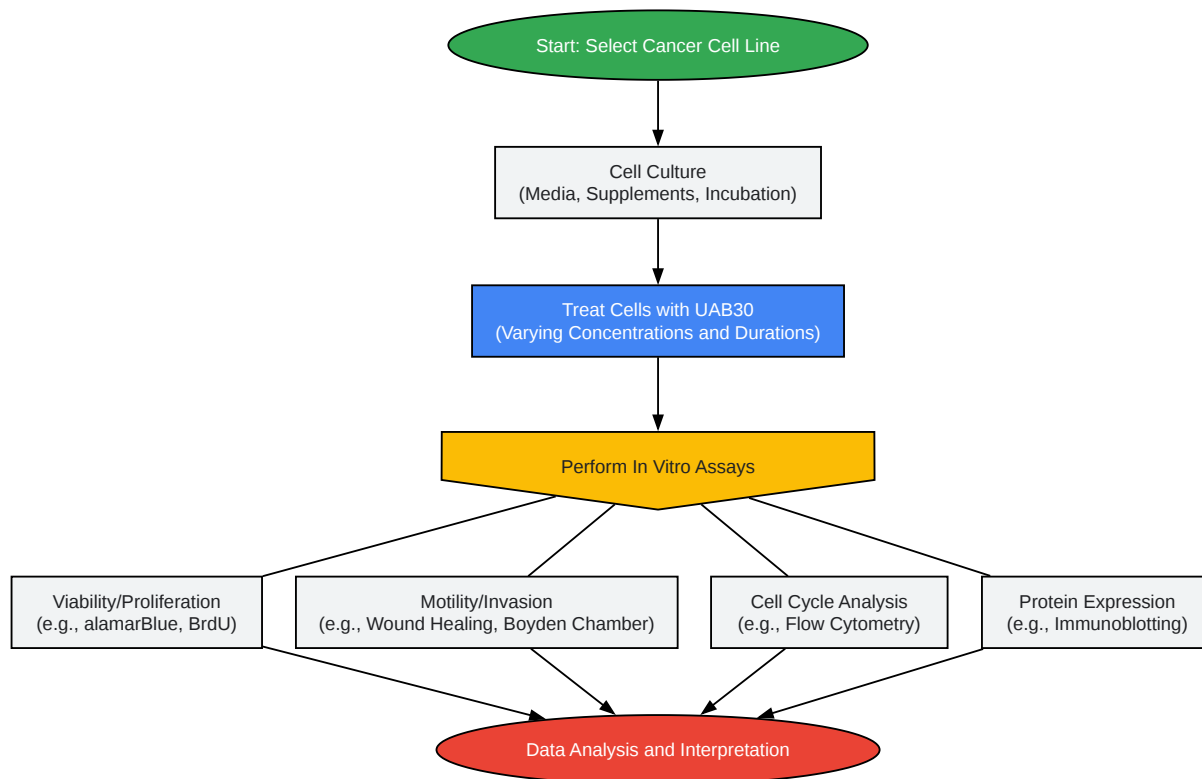 Start: Select Cancer Cell Line
Cell Culture
(Media, Supplements, Incubation)
Treat Cells with UAB30
(Varying Concentrations and Durations)
Perform In Vitro Assays
Viability/Proliferation
(e.g., alamarBlue, BrdU)
Motility/Invasion
(e.g., Wound Healing, Boyden Chamber)
Cell Cycle Analysis
(e.g., Flow Cytometry)
Protein Expression
(e.g., Immunoblotting)
Data Analysis and Interpretation